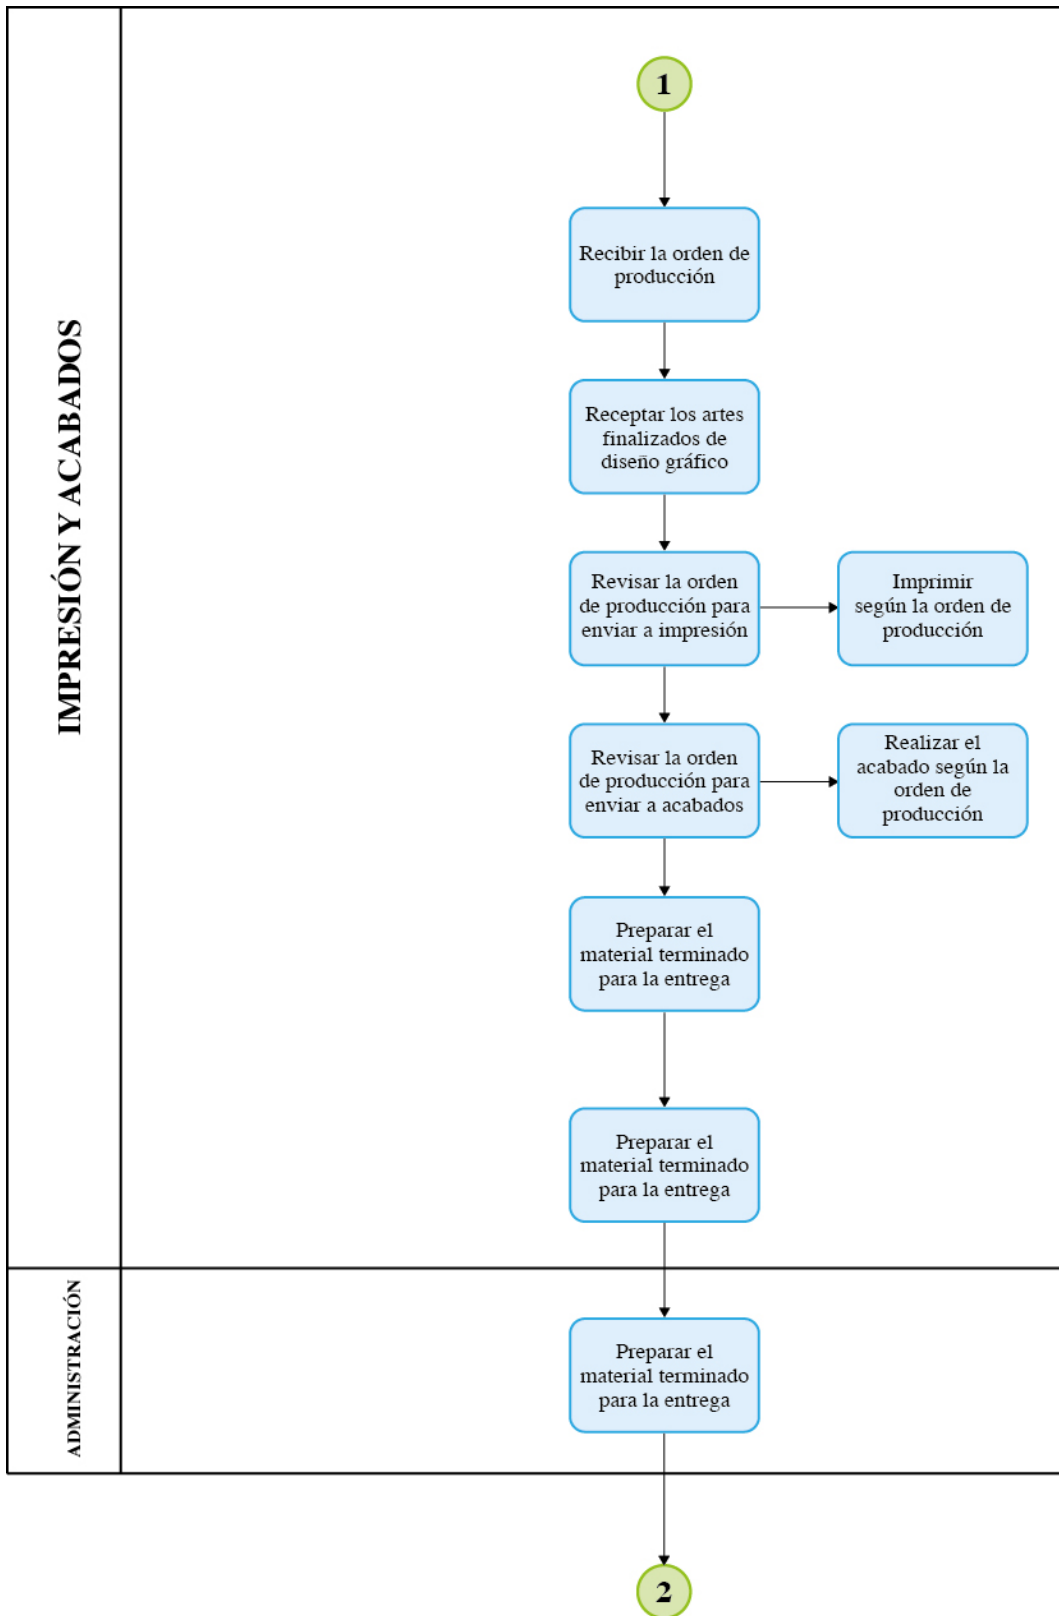 IMPRESIÓN Y ACABADOS
1
Recibir la orden de
producción
Receptar los artes
finalizados de
diseño gráfico
Revisar la orden
de producción para
enviar a impresión
Imprimir
según la orden de
producción
Revisar la orden
de producción para
enviar a acabados
Realizar el
acabado según la
orden de
producción
Preparar el
material terminado
para la entrega
Preparar el
material terminado
para la entrega
ADMINISTRACIÓN
Preparar el
material terminado
para la entrega
2